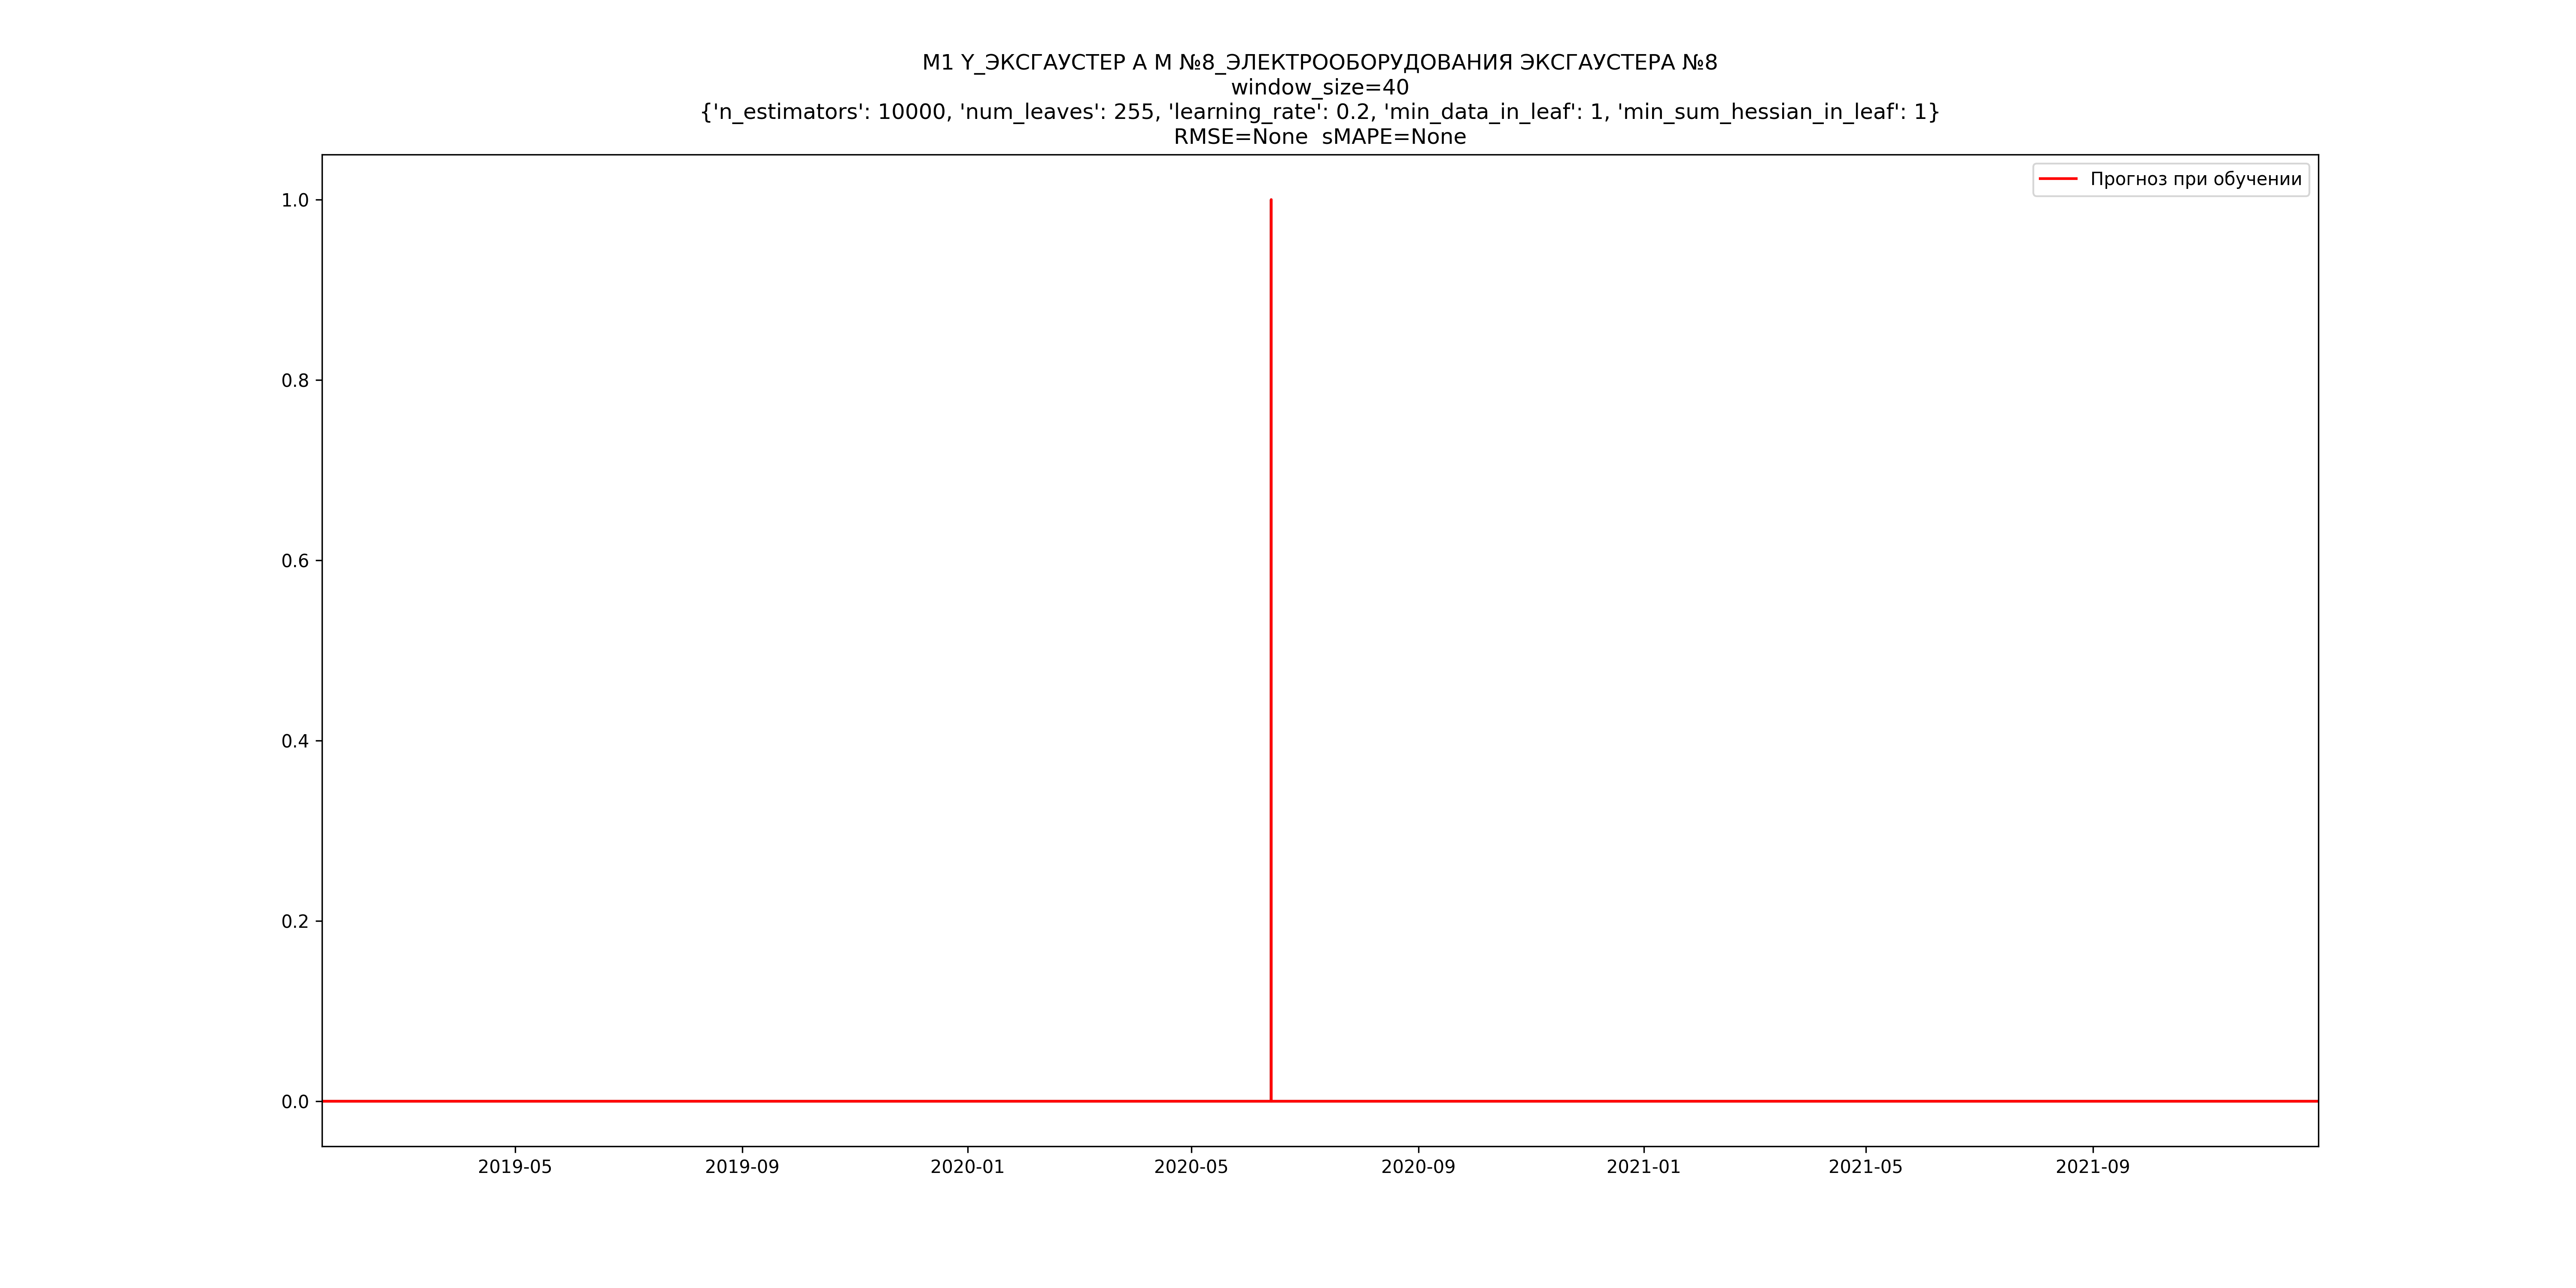 M1 Y_ЭКСГАУСТЕР А М №8_ЭЛЕКТРООБОРУДОВАНИЯ ЭКСГАУСТЕРА №8
window_size=40
{'n_estimators': 10000, 'num_leaves': 255, 'learning_rate': 0.2, 'min_data_in_leaf': 1, 'min_sum_hessian_in_leaf': 1}
RMSE=None  sMAPE=None
Прогноз при обучении
1.0
0.8
0.6
0.4
0.2
0.0
2019-05
2019-09
2020-01
2020-05
2020-09
2021-01
2021-05
2021-09